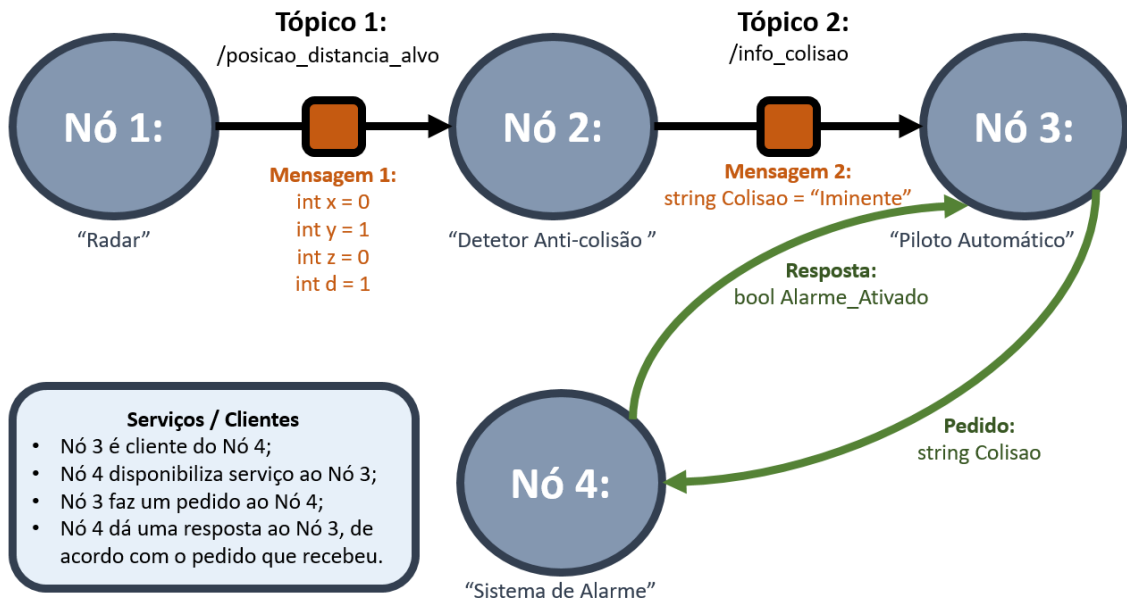 Tópico 1:
/posicao_distancia_alvo
Tópico 2:
/info_colisao
Nó 1:
Nó 2:
Nó 3:
Mensagem 1:
int x = 0
int y = 1
int z = 0
int d = 1
Mensagem 2:
string Colisao = “Iminente”
“Radar”
“Detetor Anti-colisão ”
“Piloto Automático”
Resposta:
bool Alarme_Ativado
Pedido:
string Colisao
Nó 4:
“Sistema de Alarme”
Serviços / Clientes
• Nó 3 é cliente do Nó 4;
• Nó 4 disponibiliza serviço ao Nó 3;
• Nó 3 faz um pedido ao Nó 4;
• Nó 4 dá uma resposta ao Nó 3, de
acordo com o pedido que recebeu.